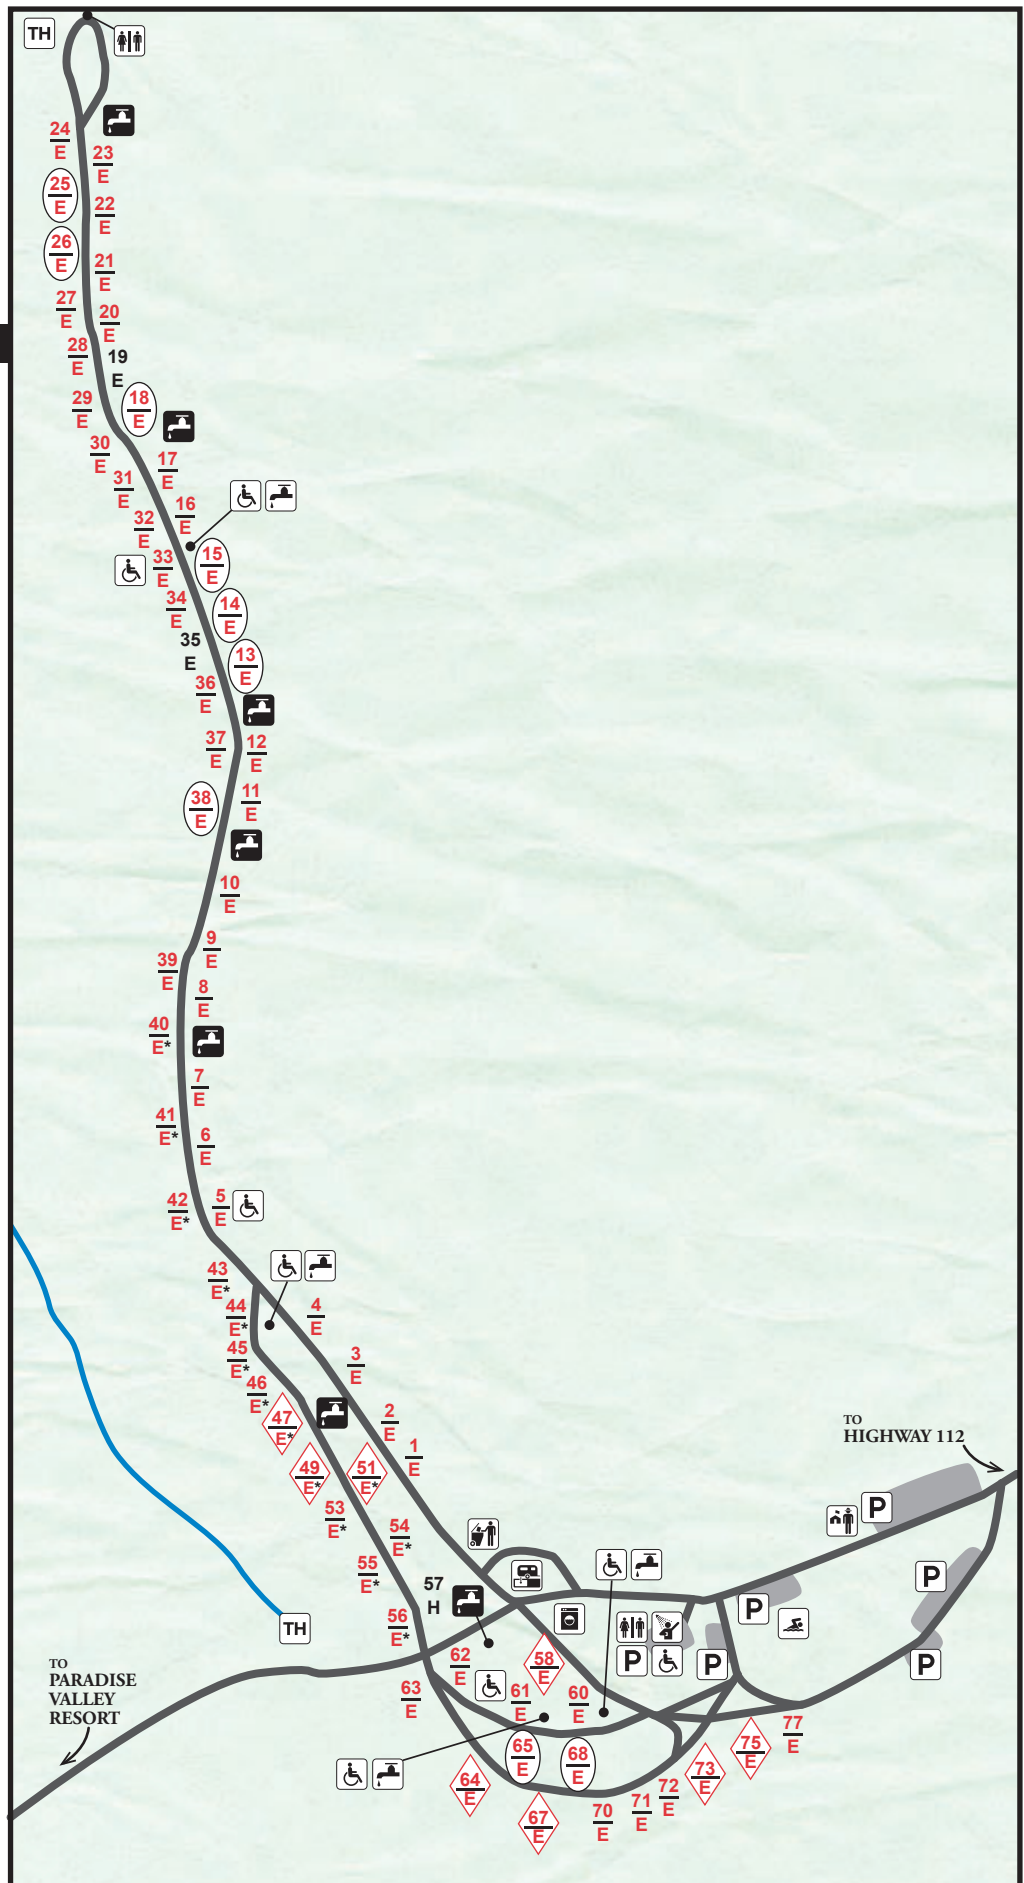 TH
24
E
23
E
25
E
22
E
26
E
21
E
27
E
20
E
28
E
19
E
29
E
18
E
30
E
17
E
31
E
16
E
32
E
15
E
33
E
34
E
14
E
35
E
13
E
36
E
37
E
12
E
38
E
11
E
10
E
9
E
39
E
8
E
40
E*
7
E
41
E*
6
E
42
E*
5
E
43
E*
44
E*
4
E
45
E*
3
E
46
E*
47
E*
2
E
1
E
49
E*
51
E*
53
E*
54
E*
55
E*
57
H
56
E*
TH
TO
HIGHWAY 112
P
P
P
P
P
P
TO
PARADISE
VALLEY
RESORT
62
E
58
E
63
E
61
E
60
E
65
E
68
E
64
E
67
E
70
E
71
E
72
E
73
E
75
E
77
E